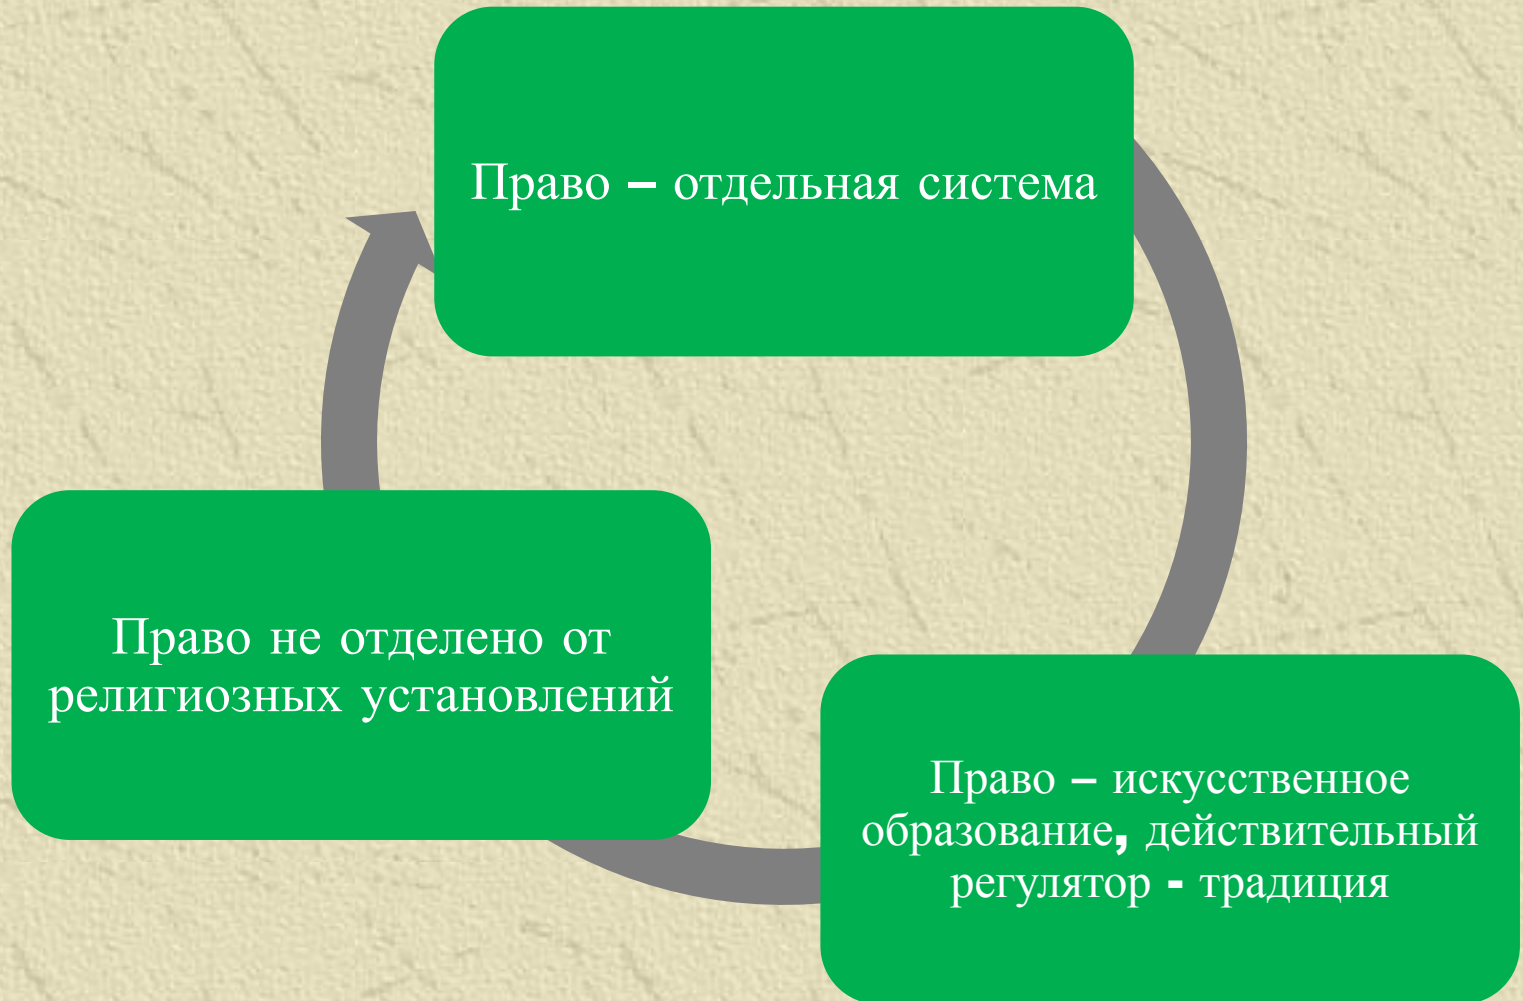 Право – отдельная система
Право не отделено от
религиозных установлений
Право – искусственное
образование, действительный
регулятор - традиция